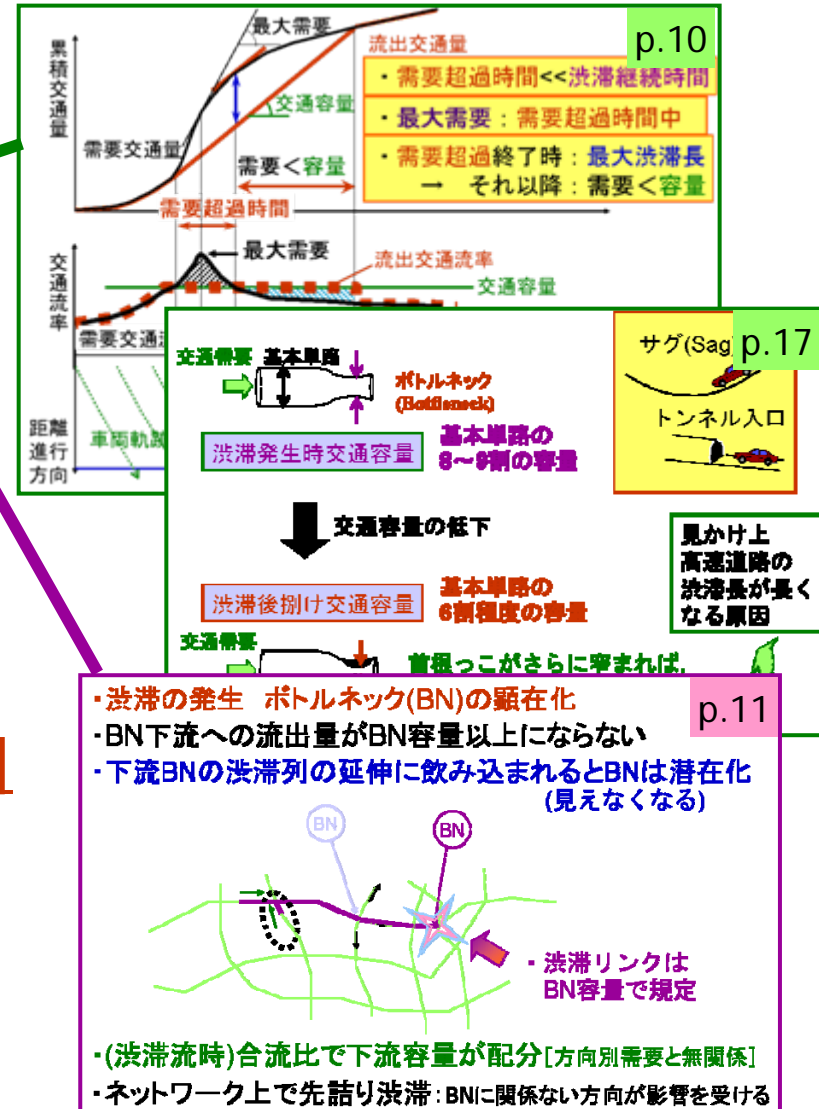 p.10
最大需要
流出交通量
累積交通量
・需要超過時間<<渋滞継続時間
・最大需要：需要超過時間中
・需要超過終了時：最大渋滞長
→ それ以降：需要<容量
交通容量
需要交通量
需要<容量
需要超過時間
最大需要
流出交通流率
交通容量
交通流率
需要交通
距離
進行
方向
車両軌跡
p.17
交通需要
基本単路
ボトルネック
(Bottleneck)
サグ(Sag)
トンネル入口
渋滞発生時交通容量
基本単路の
8～9割の容量
交通容量の低下
見かけ上
高速道路の
渋滞長が長く
なる原因
渋滞後捌け交通容量
基本単路の
6割程度の容量
交通需要
首根っこがさらに窄まれば、
p.11
・渋滞の発生 ボトルネック(BN)の顕在化
・BN下流への流出量がBN容量以上にならない
・下流BNの渋滞列の延伸に飲み込まれるとBNは潜在化
(見えなくなる)
BN
BN
・渋滞リンクは
BN容量で規定
・(渋滞流時)合流比で下流容量が配分[方向別需要と無関係]
・ネットワーク上で先詰り渋滞：BNに関係ない方向が影響を受ける